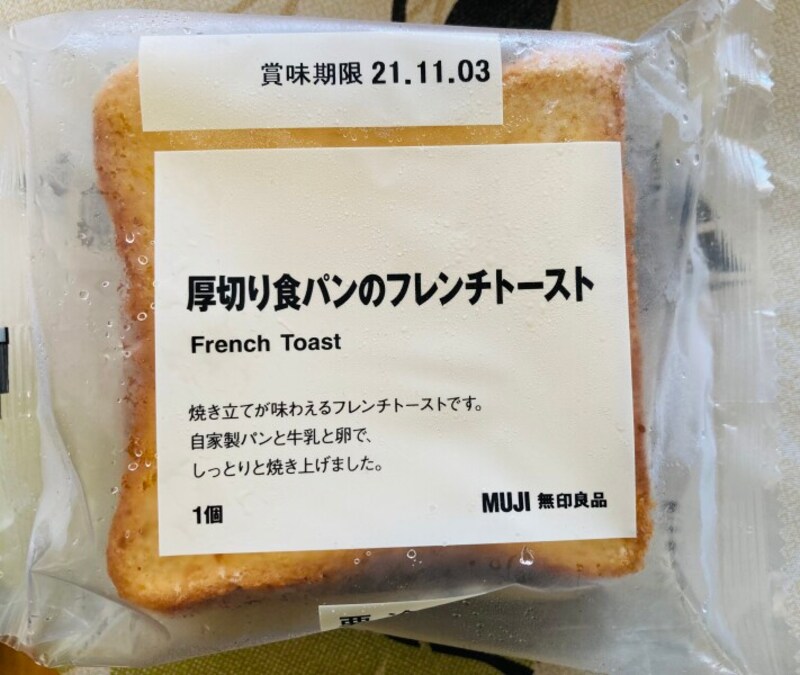 賞味期限 21.11.03
厚切り食パンのフレンチトースト
French Toast
焼き立てが味わえるフレンチトーストです。
自家製パンと牛乳と卵で、
しっとりと焼き上げました。
1個
MUJI 無印良品